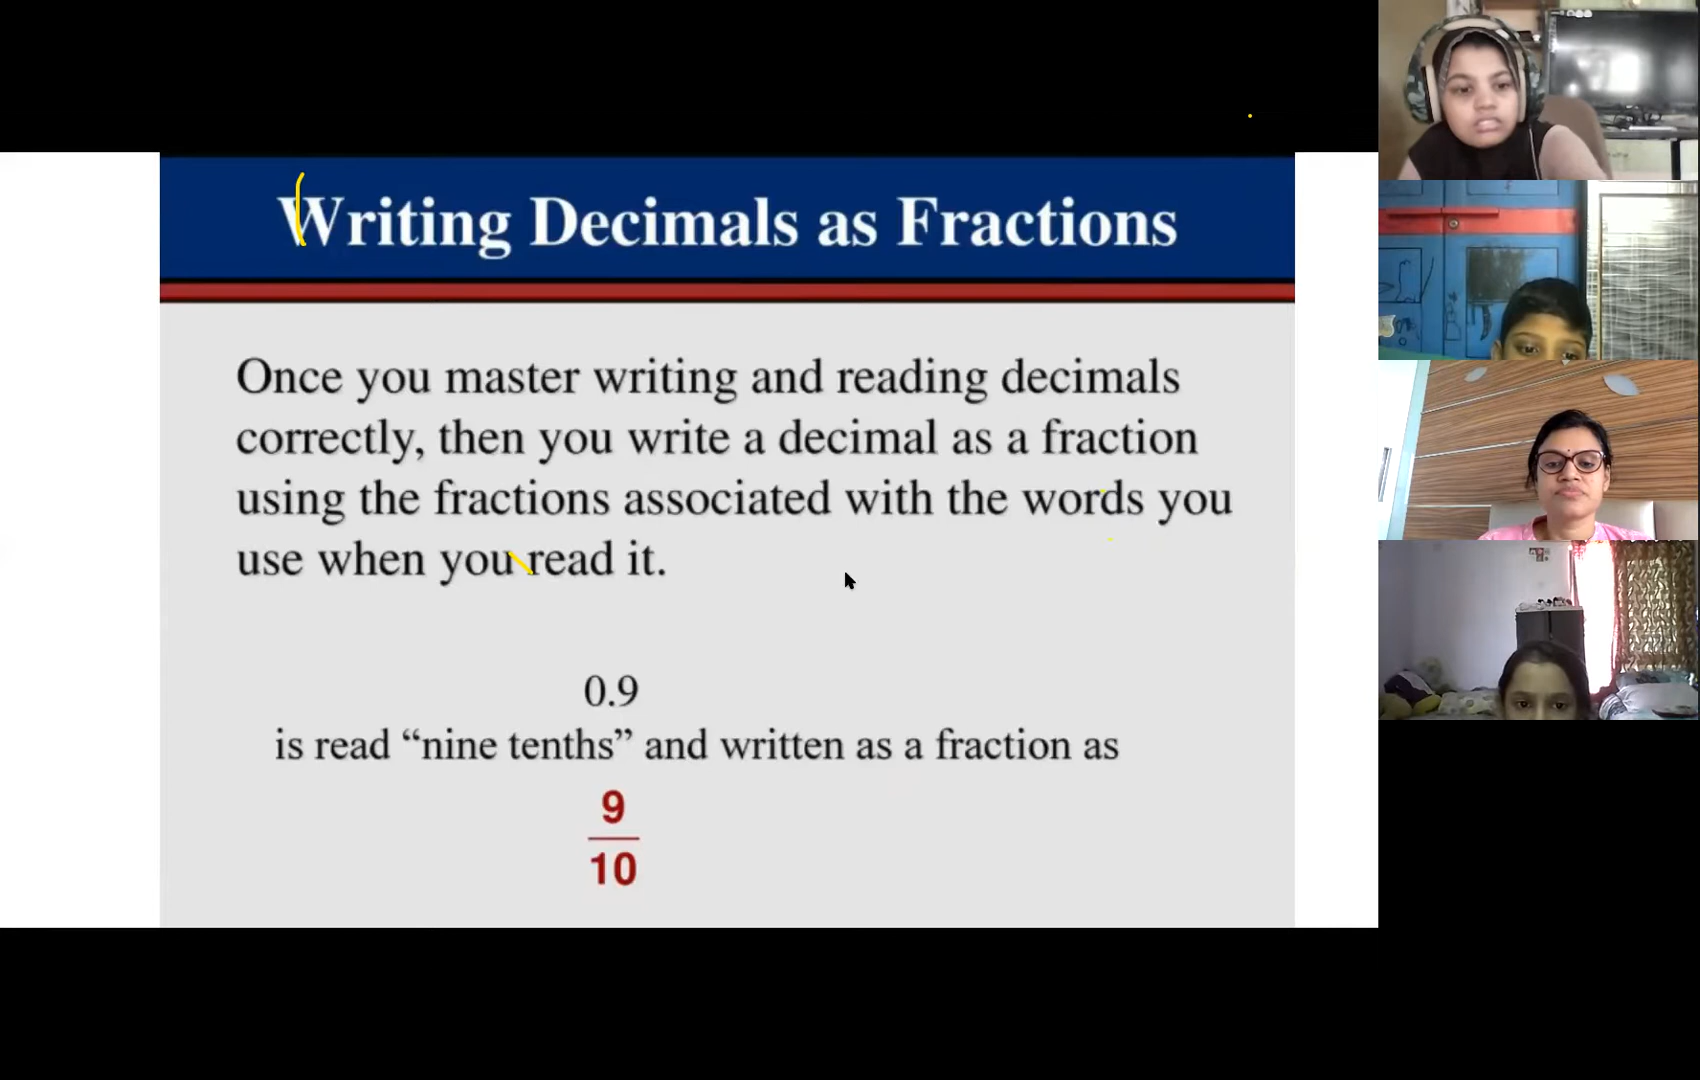 Writing Decimals as Fractions
Once you master writing and reading decimals
correctly, then you write a decimal as a fraction
using the fractions associated with the words you
use when you read it.
0.9
is read “nine tenths” and written as a fraction as
9
10